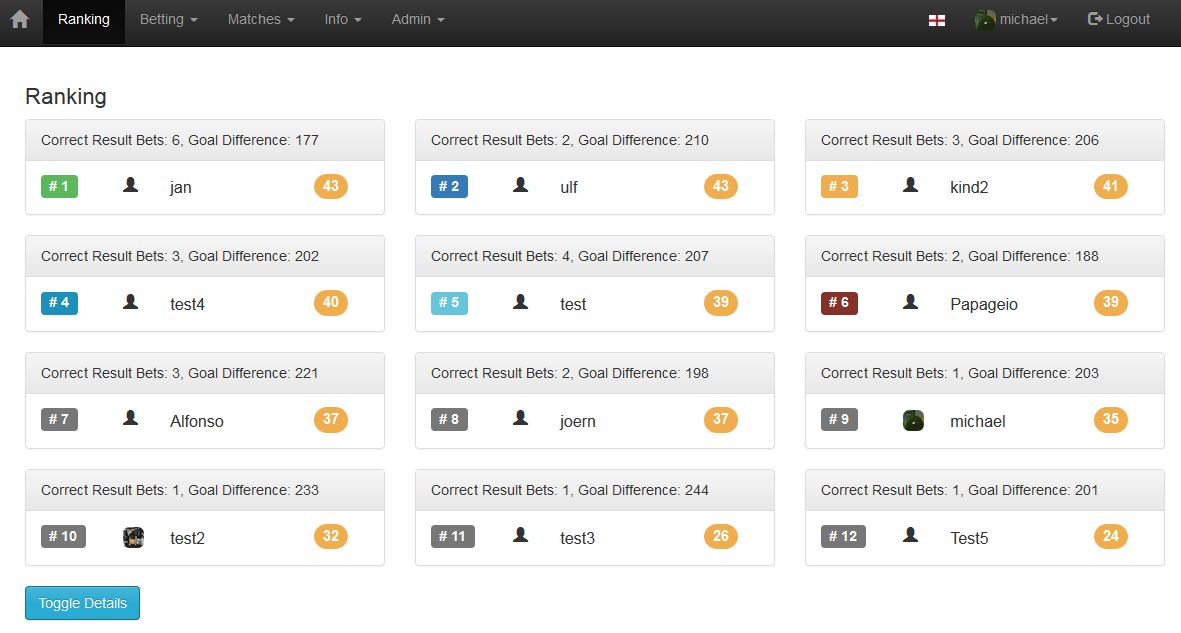 Ranking Betting Matches Info Admin michael Logout
Ranking
Correct Result Bets: 6, Goal Difference: 177
# 1 jan 43
Correct Result Bets: 2, Goal Difference: 210
# 2 ulf 43
Correct Result Bets: 3, Goal Difference: 206
# 3 kind2 41
Correct Result Bets: 3, Goal Difference: 202
# 4 test4 40
Correct Result Bets: 4, Goal Difference: 207
# 5 test 39
Correct Result Bets: 2, Goal Difference: 188
# 6 Papageio 39
Correct Result Bets: 3, Goal Difference: 221
# 7 Alfonso 37
Correct Result Bets: 2, Goal Difference: 198
# 8 joern 37
Correct Result Bets: 1, Goal Difference: 203
# 9 michael 35
Correct Result Bets: 1, Goal Difference: 233
# 10 test2 32
Correct Result Bets: 1, Goal Difference: 244
# 11 test3 26
Correct Result Bets: 1, Goal Difference: 201
# 12 Test5 24
Toggle Details